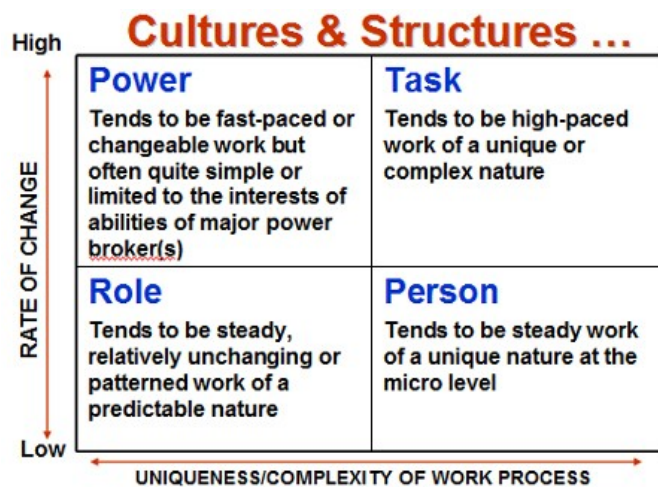 Cultures & Structures ...
High
Power
Tends to be fast-paced or
changeable work but
often quite simple or
limited to the interests of
abilities of major power
broker(s)
Task
Tends to be high-paced
work of a unique or
complex nature
RATE OF CHANGE
Role
Tends to be steady,
relatively unchanging or
patterned work of a
predictable nature
Person
Tends to be steady work
of a unique nature at the
micro level
Low
UNIQUENESS/COMPLEXITY OF WORK PROCESS